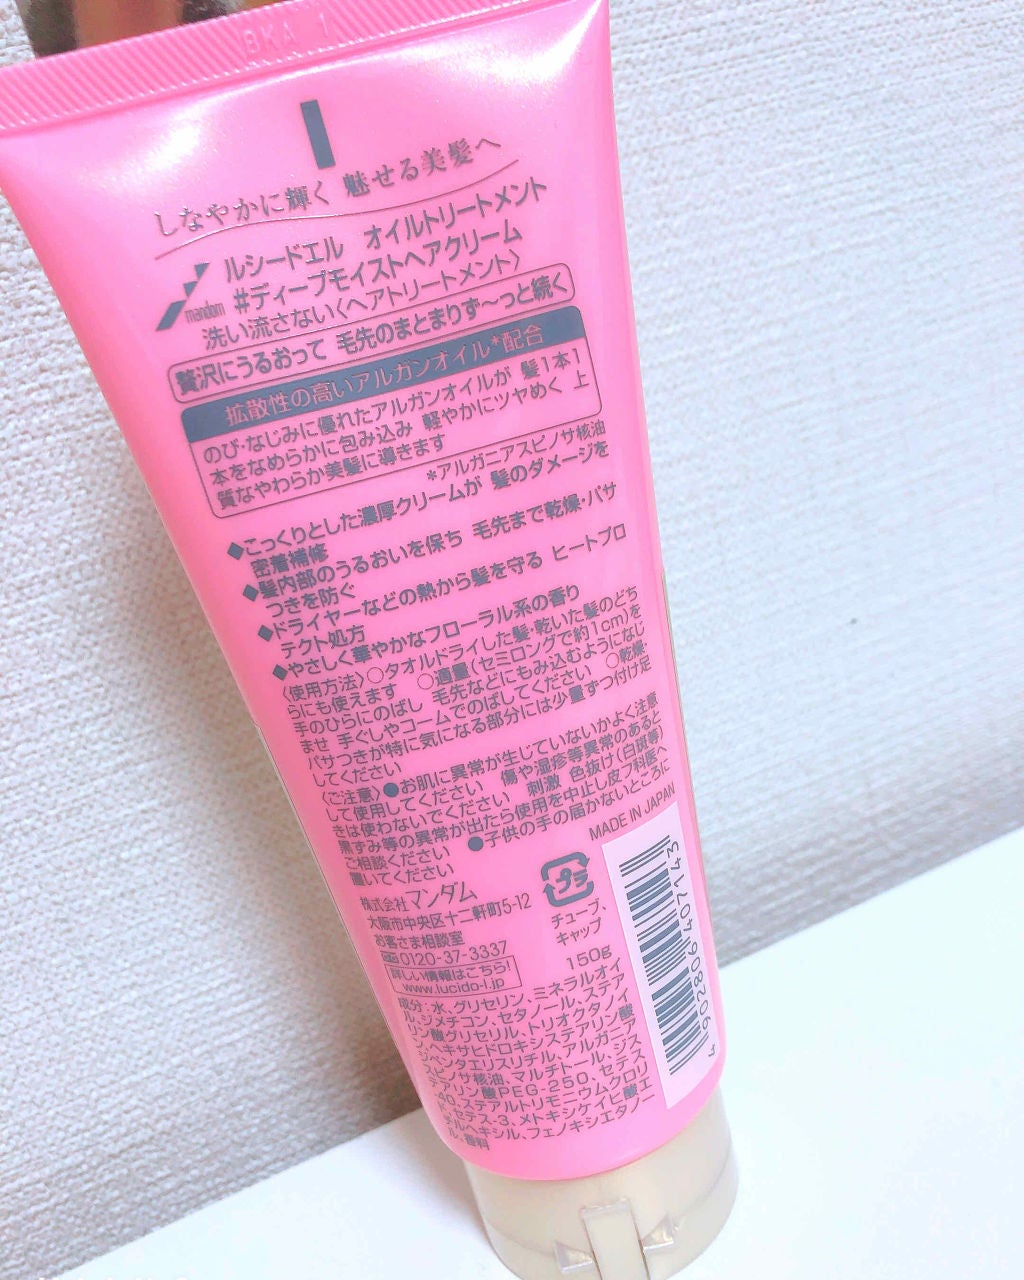 BKA 1
しなやかに輝く 魅せる美髪へ
mandom
ルシードエル オイルトリートメント
#ディープモイストヘアクリーム
洗い流さない〈ヘアトリートメント〉
贅沢にうるおって 毛先のまとまりず〜っと続く
拡散性の高いアルガンオイル*配合
のび・なじみに優れたアルガンオイルが 髪1本1
本をなめらかに包み込み 軽やかにツヤめく 上
質なやわらか美髪に導きます
*アルガニアスピノサ核油
◆こっくりとした濃厚クリームが 髪のダメージを
密着補修
◆髪内部のうるおいを保ち 毛先まで乾燥・パサ
つきを防ぐ
◆ドライヤーなどの熱から髪を守る ヒートプロ
テクト処方
◆やさしく華やかなフローラル系の香り
〈使用方法〉○タオルドライした髪・乾いた髪のどち
らにも使えます ○適量(セミロングで約1cm)を
手のひらにのばし 毛先などにもみ込むようになじ
ませ 手ぐしやコームでのばしてください ○乾燥・
パサつきが特に気になる部分には少量ずつ付け足
してください
〈ご注意〉●お肌に異常が生じていないかよく注意
して使用してください 傷や湿疹等異常のあると
きは使わないでください 刺激 色抜け(白斑等)
黒ずみ等の異常が出たら使用を中止し皮フ科医へ
ご相談ください ●子供の手の届かないところに
置いてください
MADE IN JAPAN
株式会社マンダム
大阪市中央区十二軒町5-12
お客さま相談室
0120-37-3337
詳しい情報はこちら!
www.lucido-l.jp
プラ
チューブ、
キャップ
150g
4 902806 407143
成分:水、グリセリン、ミネラルオイ
ル、ジメチコン、セタノール、ステア
リン酸グリセリル、トリオクタノイ
ン、ヘキサヒドロキシステアリン酸
ジペンタエリスリチル、アルガニア
スピノサ核油、マルチトール、ジス
テアリン酸PEG-250、セテス
-40、ステアルトリモニウムクロリ
ド、セテス-3、メトキシケイヒ酸エ
チルヘキシル、フェノキシエタノー
ル、香料